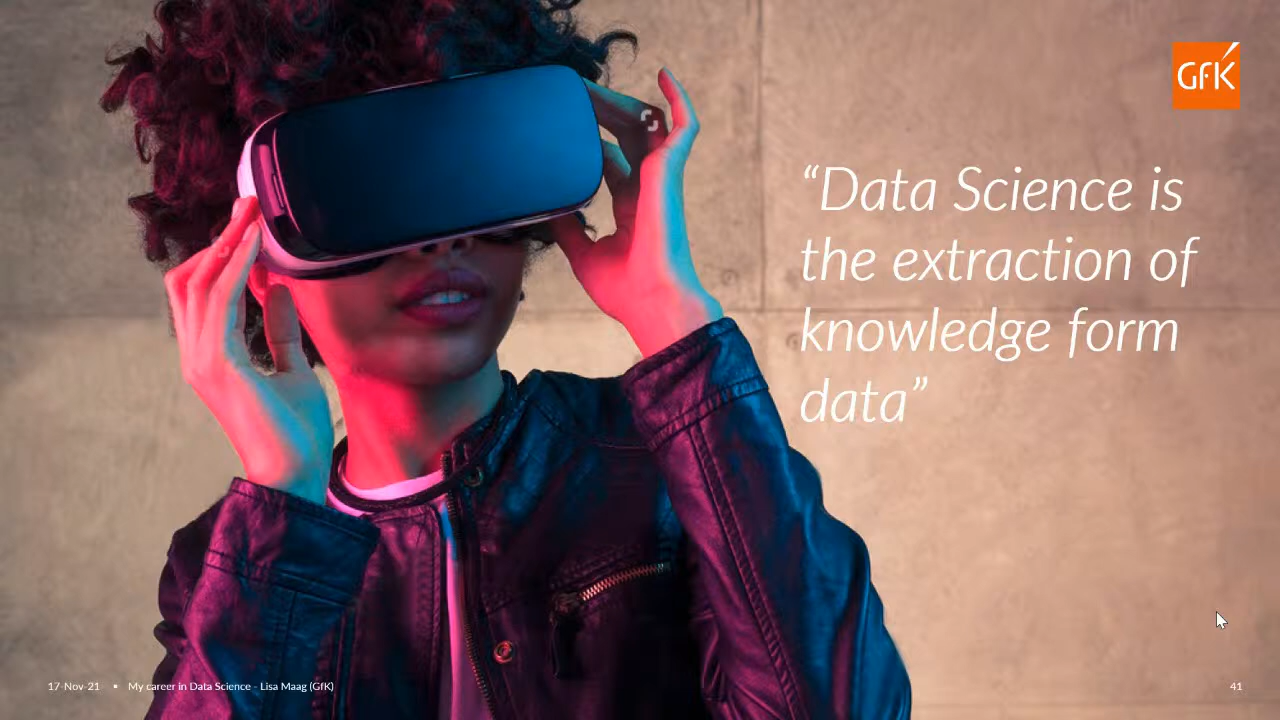 GfK
“Data Science is
the extraction of
knowledge form
data”
17-Nov-21 ▪ My career in Data Science - Lisa Maag (GfK)
41